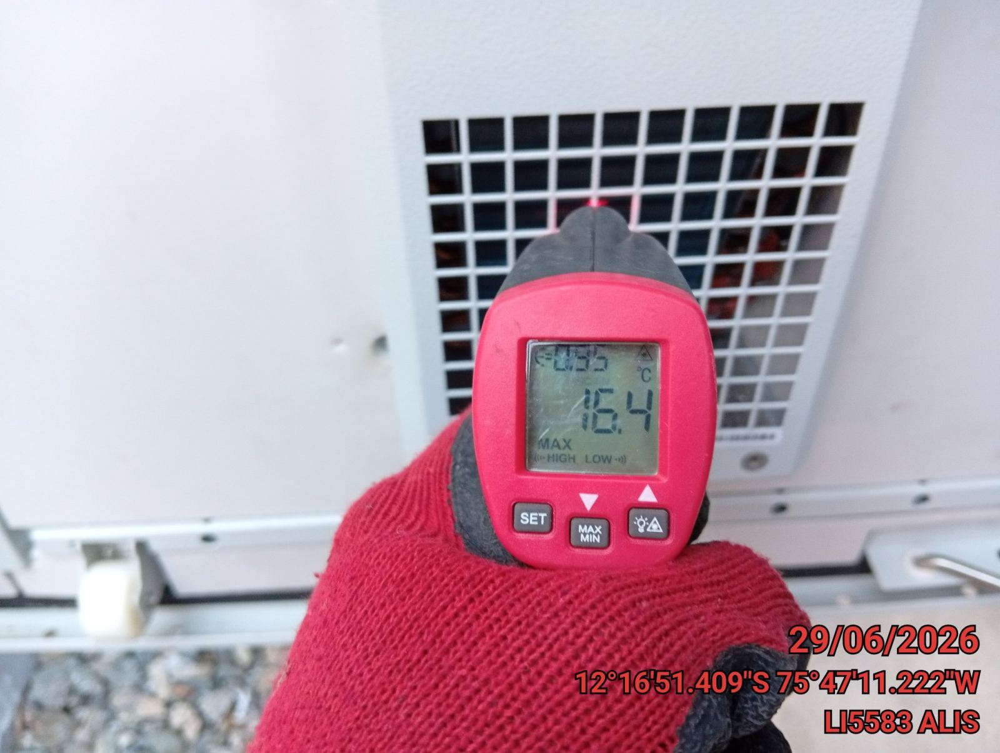 Є=0.95
°C
16.4
MAX
HIGH LOW
SET
MAX
MIN
29/06/2026
12°16'51.409"S 75°47'11.222"W
LI5583 ALIS